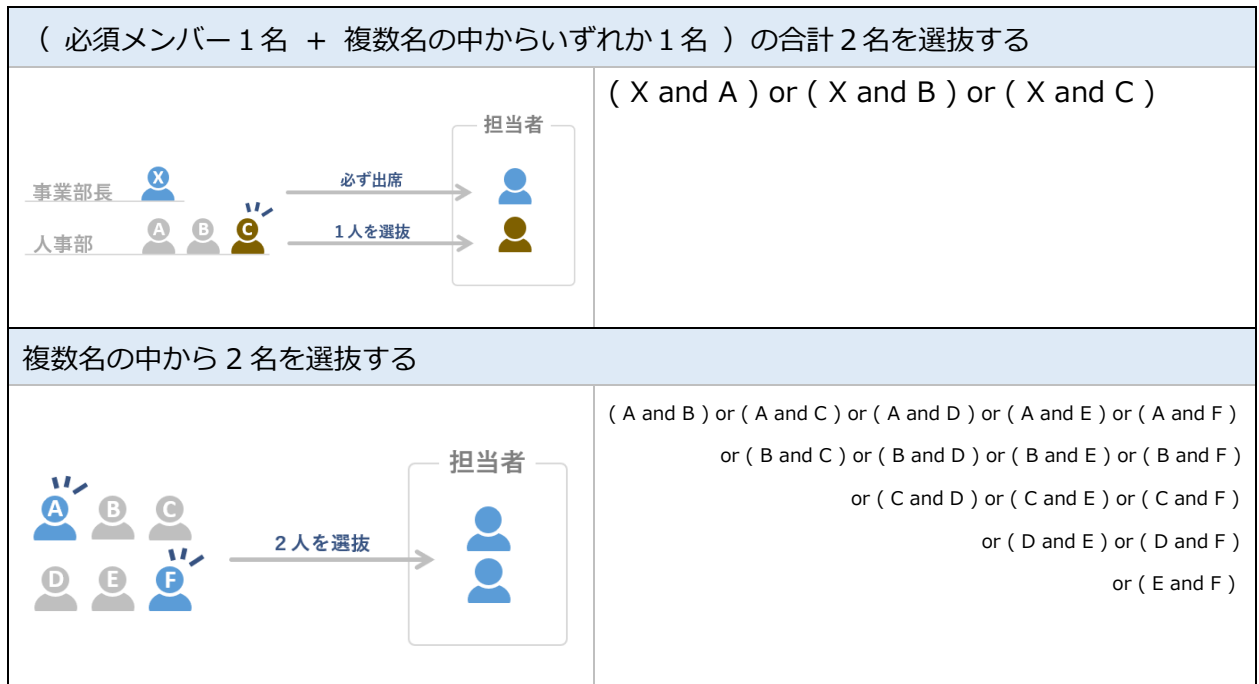 （ 必須メンバー１名 ＋ 複数名の中からいずれか１名 ）の合計２名を選抜する
( X and A ) or ( X and B ) or ( X and C )
担当者
事業部長
X
必ず出席
人事部
A B C
1人を選抜
複数名の中から２名を選抜する
( A and B ) or ( A and C ) or ( A and D ) or ( A and E ) or ( A and F )
or ( B and C ) or ( B and D ) or ( B and E ) or ( B and F )
or ( C and D ) or ( C and E ) or ( C and F )
or ( D and E ) or ( D and F )
or ( E and F )
担当者
A B C
2人を選抜
D E F